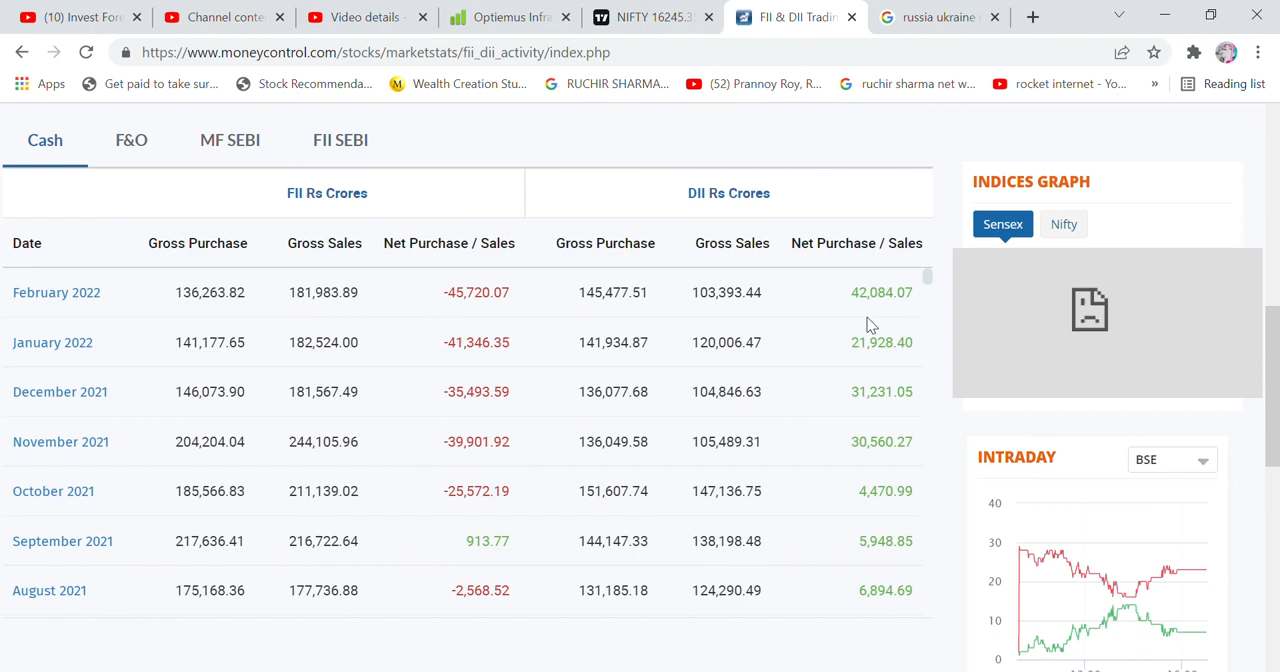 (10) Invest For
Channel conte
Video details -
Optiemus Infra
NIFTY 16245.3
FII & DII Tradin
russia ukraine
https://www.moneycontrol.com/stocks/marketstats/fii_dii_activity/index.php
Apps
Get paid to take sur...
Stock Recommenda...
Wealth Creation Stu...
RUCHIR SHARMA...
(52) Prannoy Roy, R...
ruchir sharma net w...
rocket internet - Yo...
»
Reading list
Cash F&O MF SEBI FII SEBI
FII Rs Crores DII Rs Crores
Date Gross Purchase Gross Sales Net Purchase / Sales Gross Purchase Gross Sales Net Purchase / Sales
February 2022 136,263.82 181,983.89 -45,720.07 145,477.51 103,393.44 42,084.07
January 2022 141,177.65 182,524.00 -41,346.35 141,934.87 120,006.47 21,928.40
December 2021 146,073.90 181,567.49 -35,493.59 136,077.68 104,846.63 31,231.05
November 2021 204,204.04 244,105.96 -39,901.92 136,049.58 105,489.31 30,560.27
October 2021 185,566.83 211,139.02 -25,572.19 151,607.74 147,136.75 4,470.99
September 2021 217,636.41 216,722.64 913.77 144,147.33 138,198.48 5,948.85
August 2021 175,168.36 177,736.88 -2,568.52 131,185.18 124,290.49 6,894.69
INDICES GRAPH
Sensex Nifty
INTRADAY BSE
40
30
20
10
0